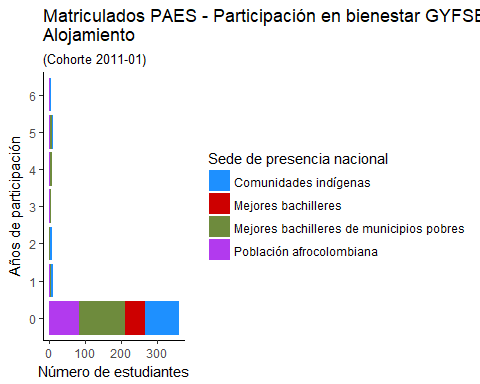 Matriculados PAES - Participación en bienestar GYFSE
Alojamiento
(Cohorte 2011-01)
Años de participación
6
5
4
3
2
1
0
0 100 200 300
Número de estudiantes
Sede de presencia nacional
Comunidades indígenas
Mejores bachilleres
Mejores bachilleres de municipios pobres
Población afrocolombiana